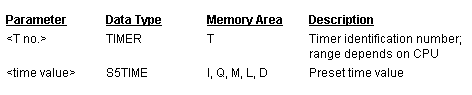 Parameter Data Type Memory Area Description
<T no.> TIMER T Timer identification number;
range depends on CPU
<time value> S5TIME I, Q, M, L, D Preset time value